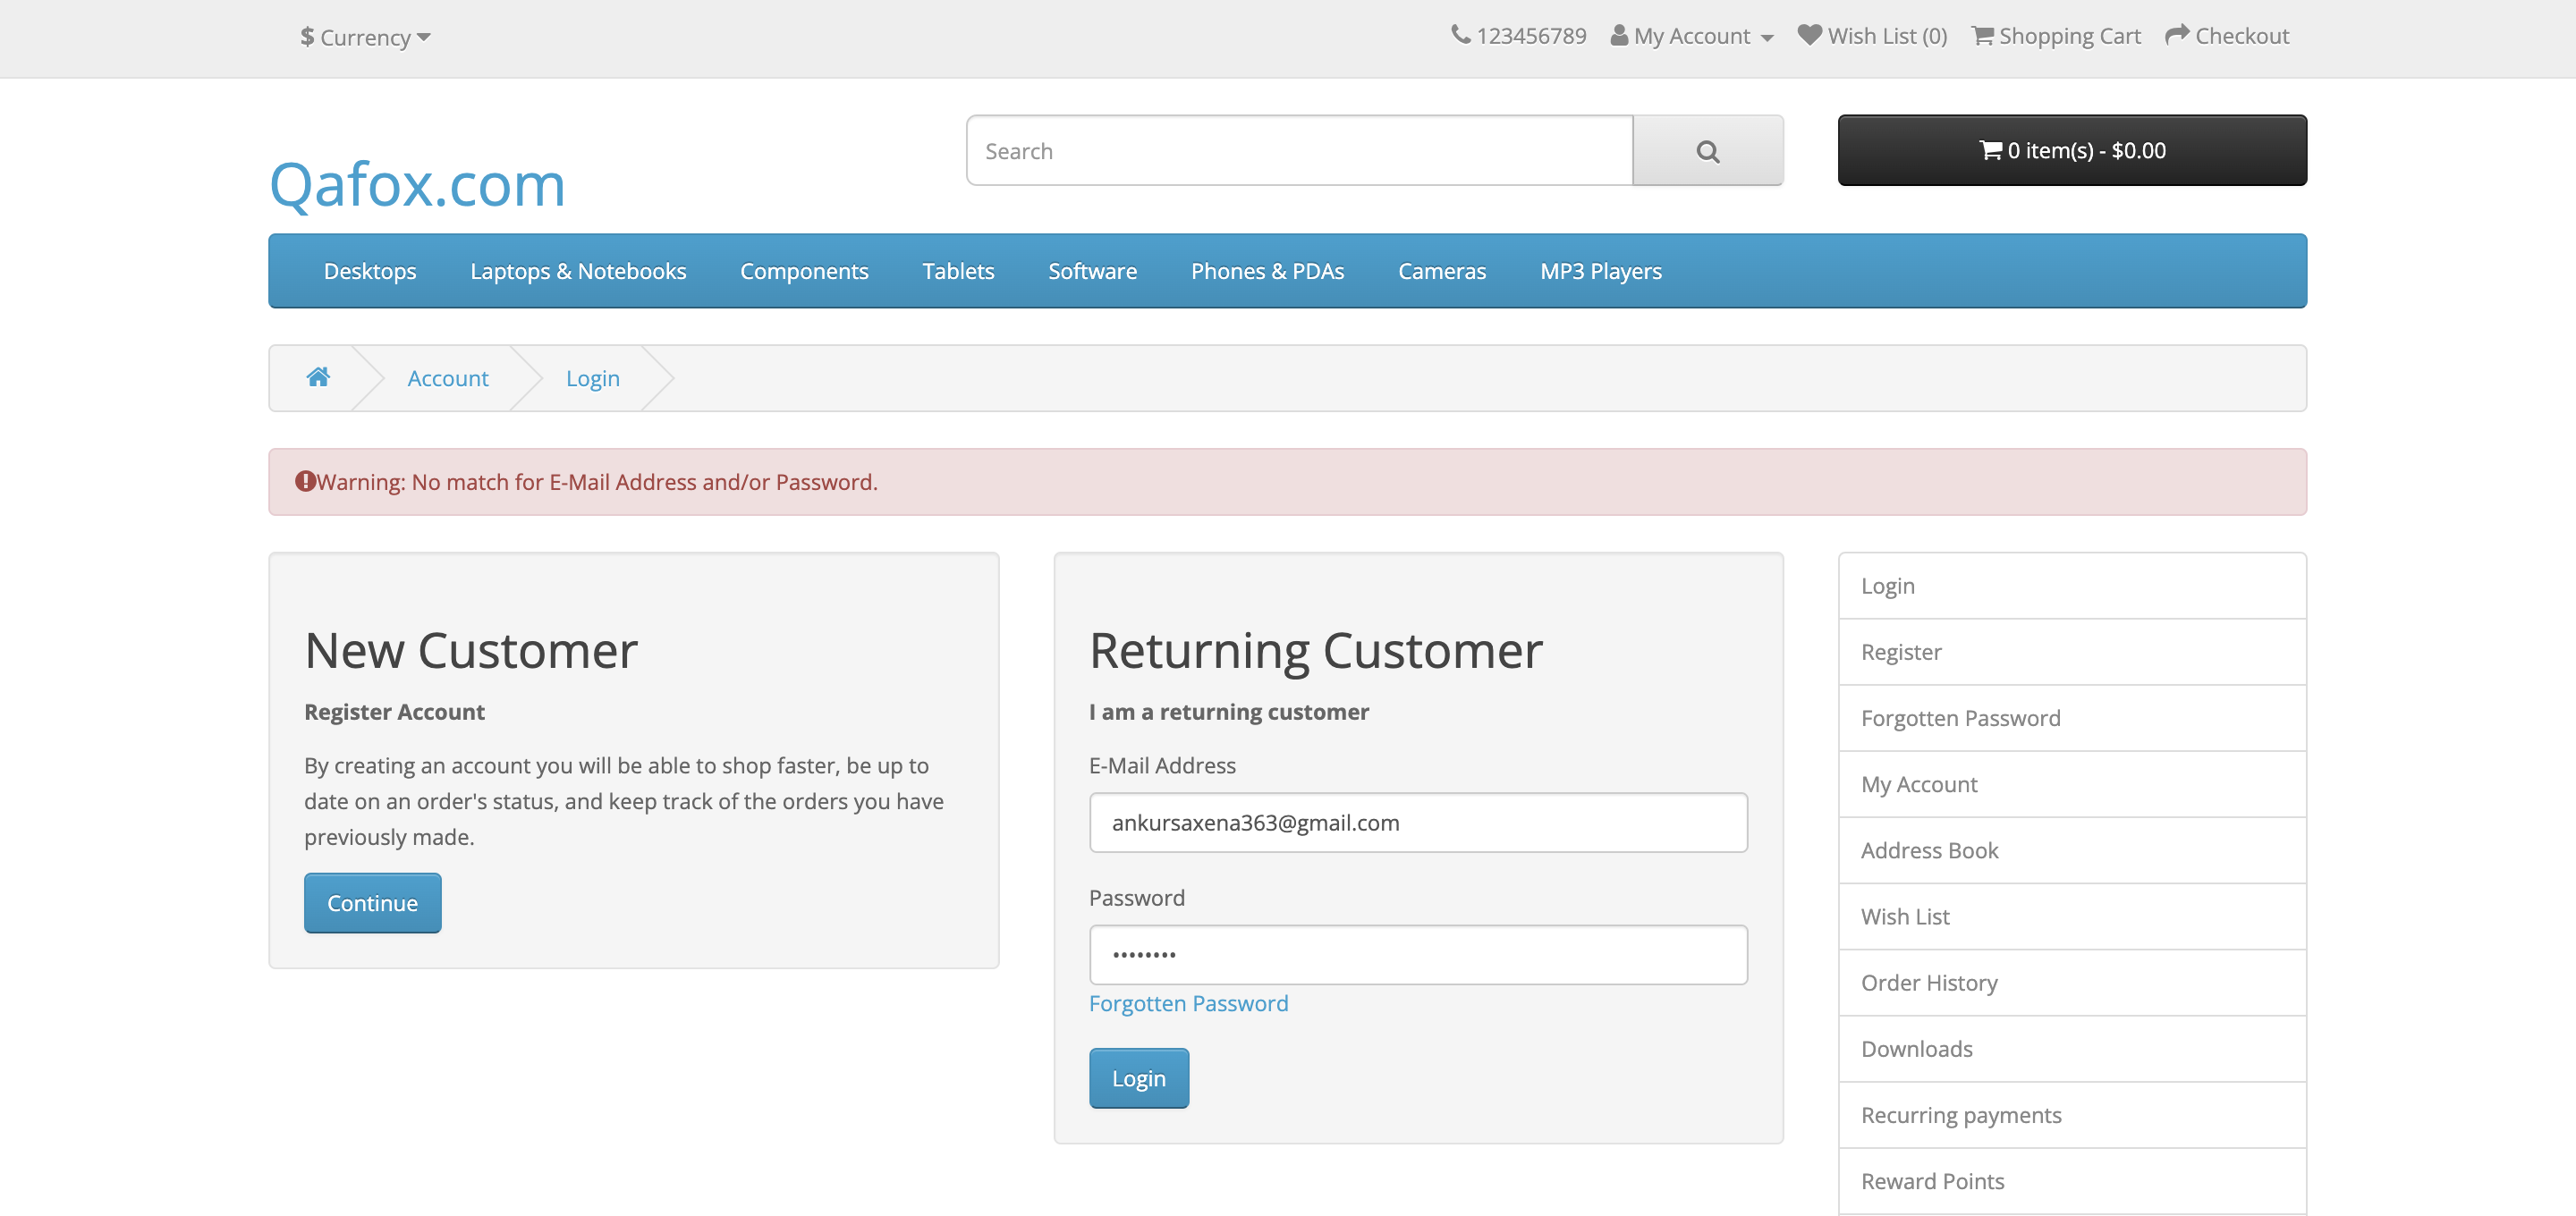 $ Currency
123456789 My Account Wish List (0) Shopping Cart Checkout
Search
0 item(s) - $0.00
Qafox.com
Desktops Laptops & Notebooks Components Tablets Software Phones & PDAs Cameras MP3 Players
Account Login
Warning: No match for E-Mail Address and/or Password.
New Customer
Register Account
By creating an account you will be able to shop faster, be up to
date on an order's status, and keep track of the orders you have
previously made.
Continue
Returning Customer
I am a returning customer
E-Mail Address
ankursaxena363@gmail.com
Password
••••••••
Forgotten Password
Login
Login
Register
Forgotten Password
My Account
Address Book
Wish List
Order History
Downloads
Recurring payments
Reward Points